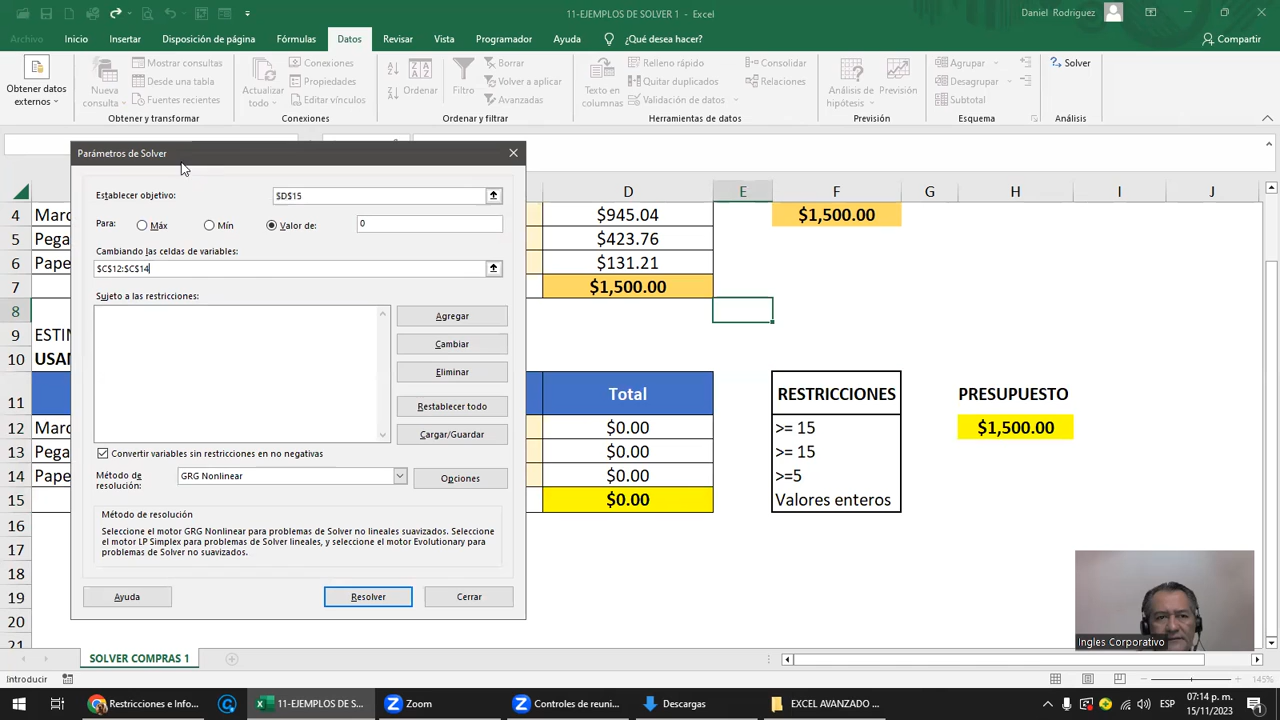 11-EJEMPLOS DE SOLVER 1 - Excel
Daniel Rodriguez
Archivo Inicio Insertar Disposición de página Fórmulas Datos Revisar Vista Programador Ayuda ¿Qué desea hacer? Compartir
Obtener datos externos
Nueva consulta
Mostrar consultas
Desde una tabla
Fuentes recientes
Obtener y transformar
Actualizar todo
Conexiones
Propiedades
Editar vínculos
Conexiones
Ordenar
Filtro
Borrar
Volver a aplicar
Avanzadas
Ordenar y filtrar
Texto en columnas
Relleno rápido
Quitar duplicados
Validación de datos
Consolidar
Relaciones
Herramientas de datos
Análisis de hipótesis
Previsión
Previsión
Agrupar
Desagrupar
Subtotal
Esquema
Solver
Análisis
Parámetros de Solver
Establecer objetivo: $D$15
Para: Máx Mín Valor de: 0
Cambiando las celdas de variables:
$C$12:$C$14
Sujeto a las restricciones:
Agregar
Cambiar
Eliminar
Restablecer todo
Cargar/Guardar
Convertir variables sin restricciones en no negativas
Método de resolución: GRG Nonlinear Opciones
Método de resolución
Seleccione el motor GRG Nonlinear para problemas de Solver no lineales suavizados. Seleccione
el motor LP Simplex para problemas de Solver lineales, y seleccione el motor Evolutionary para
problemas de Solver no suavizados.
Ayuda Resolver Cerrar
D E F G H I J
4 Marc $945.04 $1,500.00
5 Pega $423.76
6 Pape $131.21
7 $1,500.00
8
9 ESTIM
10 USAN
11 Total RESTRICCIONES PRESUPUESTO
12 Marc $0.00 >= 15 $1,500.00
13 Pega $0.00 >= 15
14 Pape $0.00 >=5
15 $0.00 Valores enteros
16
17
18
19
20
21
Ingles Corporativo
SOLVER COMPRAS 1
Introducir
145%
Restricciones e Info...
11-EJEMPLOS DE S...
Zoom
Controles de reuni...
Descargas
EXCEL AVANZADO ...
ESP
07:14 p. m.
15/11/2023